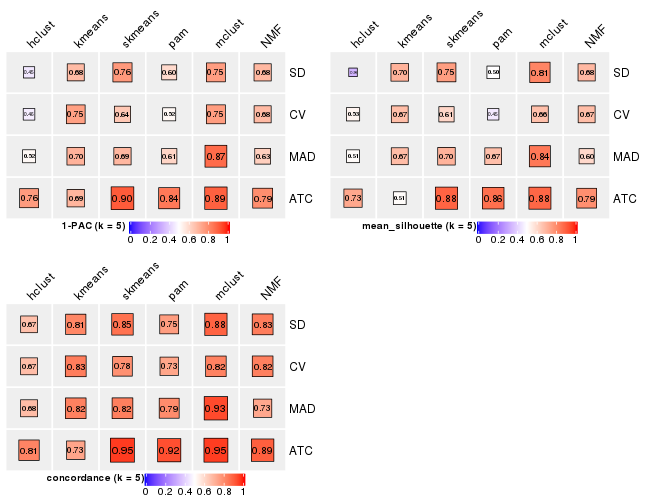 hclust kmeans skmeans pam mclust NMF
0.68 0.76 0.60 0.75 0.68 SD
0.75 0.64 0.52 0.75 0.68 CV
0.52 0.70 0.69 0.61 0.87 0.63 MAD
0.76 0.69 0.90 0.84 0.89 0.79 ATC
1-PAC (k = 5)
0 0.2 0.4 0.6 0.8 1
hclust kmeans skmeans pam mclust NMF
0.70 0.75 0.50 0.81 0.68 SD
0.53 0.67 0.61 0.45 0.66 0.67 CV
0.51 0.67 0.70 0.67 0.84 0.60 MAD
0.73 0.51 0.88 0.86 0.88 0.79 ATC
mean_silhouette (k = 5)
0 0.2 0.4 0.6 0.8 1
hclust kmeans skmeans pam mclust NMF
0.67 0.81 0.85 0.75 0.88 0.83 SD
0.67 0.83 0.78 0.73 0.82 0.82 CV
0.68 0.82 0.82 0.79 0.93 0.73 MAD
0.81 0.73 0.95 0.92 0.95 0.89 ATC
concordance (k = 5)
0 0.2 0.4 0.6 0.8 1